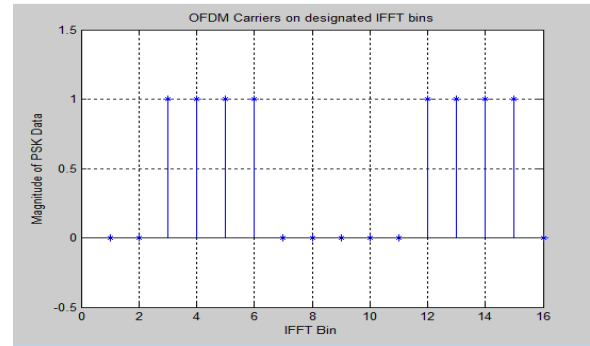 OFDM Carriers on designated IFFT bins
1.5
1
0.5
0
-0.5
Magnitude of PSK Data
0 2 4 6 8 10 12 14 16
IFFT Bin